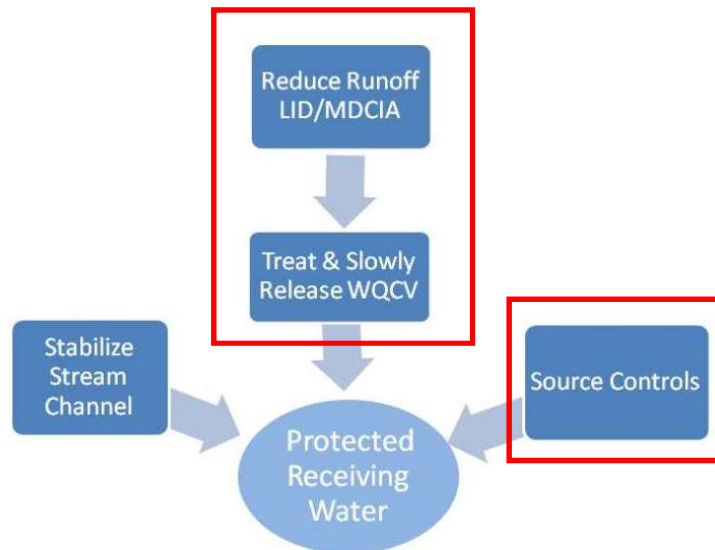 Reduce Runoff
LID/MDCIA
Treat & Slowly
Release WQCV
Stabilize
Stream
Channel
Source Controls
Protected
Receiving
Water